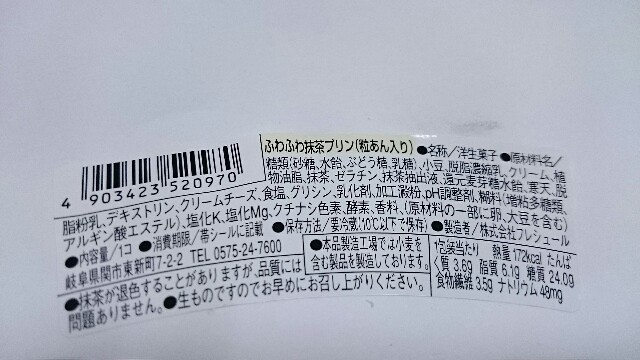 ふわふわ抹茶プリン(粒あん入り) ●名称／洋生菓子 ●原材料名／
糖類(砂糖、水飴、ぶどう糖、乳糖)、小豆、脱脂濃縮乳、クリーム、植
物油脂、抹茶、ゼラチン、抹茶抽出液、還元麦芽糖水飴、寒天、脱
4 903423 520970
脂粉乳、デキストリン、クリームチーズ、食塩、グリシン、乳化剤、加工澱粉、pH調整剤、糊料(増粘多糖類、
アルギン酸エステル)、塩化K、塩化Mg、クチナシ色素、酵素、香料、(原材料の一部に卵、大豆を含む)
●内容量／1コ ●消費期限／帯シールに記載 ●保存方法／要冷蔵(10℃以下で保存) ●製造者／株式会社フレシュール
岐阜県関市東新町7-2-2 TEL 0575-24-7600
●本品製造工場では小麦を
含む製品を製造しております。
1包装当たり 熱量172kcal たんぱ
く質 3.6g 脂質 6.1g 糖質 24.0g
食物繊維 3.5g ナトリウム 48mg
●抹茶が退色することがありますが、品質には
問題ありません。●生ものですのでお早めにお召し上がりください。